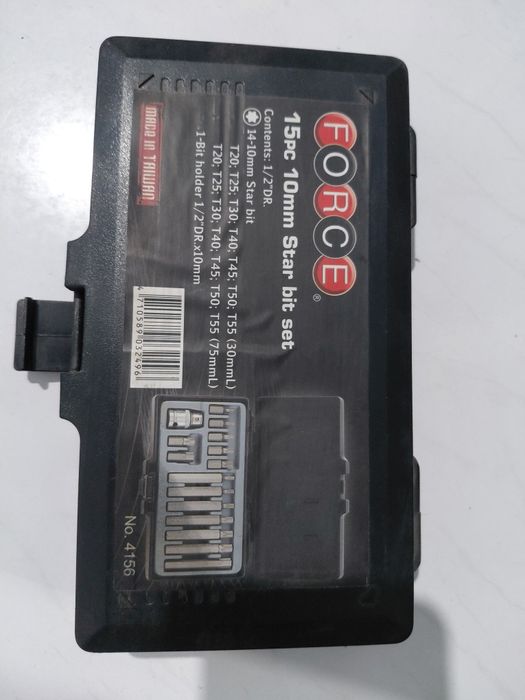 FORCE®
15pc 10mm Star bit set
Contents: 1/2"DR.
14-10mm Star bit
T20; T25; T30; T40; T45; T50; T55 (30mmL)
T20; T25; T30; T40; T45; T50; T55 (75mmL)
1-Bit holder 1/2"DR.x10mm
MADE IN TAIWAN
4710589032496
No. 4156